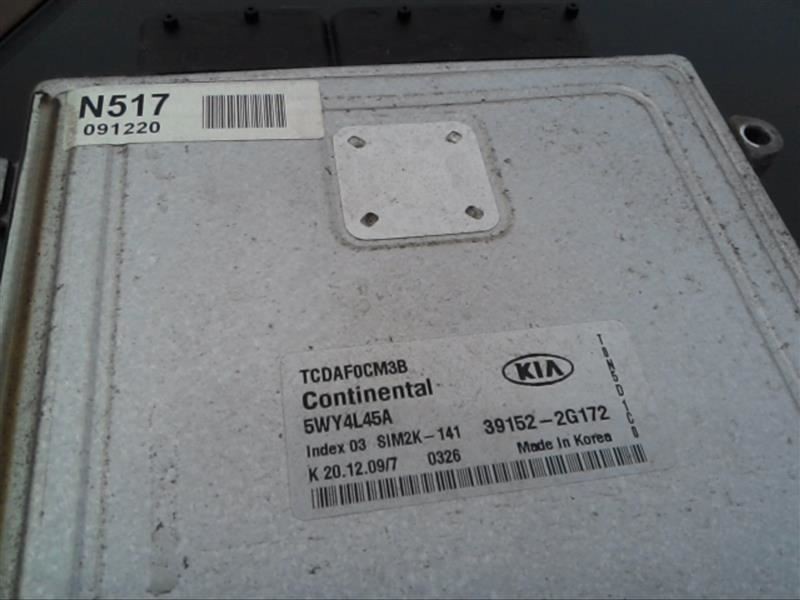 N517
091220
TCDAF0CM3B
Continental
KIA
5WY4L45A
39152-2G172
Index 03 SIM2K-141
Made in Korea
K 20.12.09/7 0326